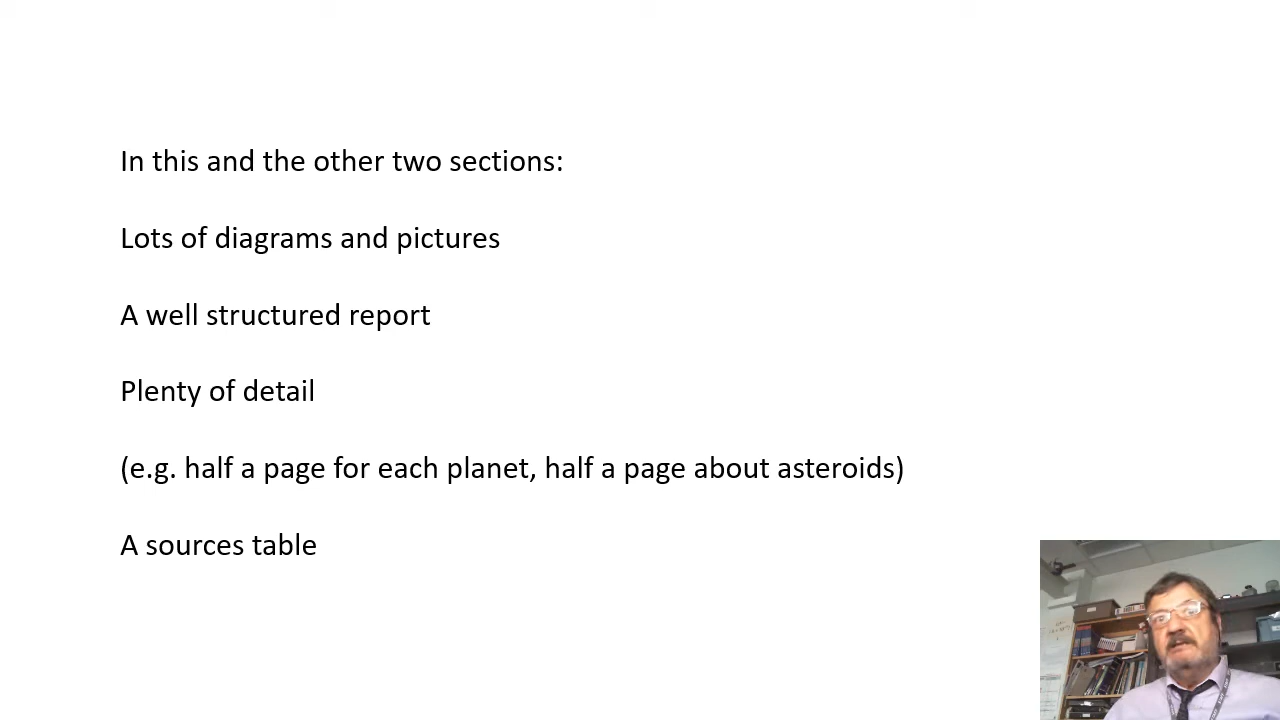 In this and the other two sections:
Lots of diagrams and pictures
A well structured report
Plenty of detail
(e.g. half a page for each planet, half a page about asteroids)
A sources table